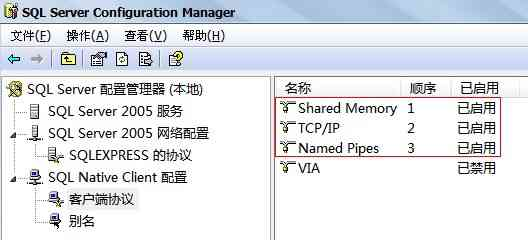 SQL Server Configuration Manager
文件(F) 操作(A) 查看(V) 帮助(H)
SQL Server 配置管理器 (本地)
SQL Server 2005 服务
SQL Server 2005 网络配置
SQLEXPRESS 的协议
SQL Native Client 配置
客户端协议
别名
名称 顺序 已启用
Shared Memory 1 已启用
TCP/IP 2 已启用
Named Pipes 3 已启用
VIA 已禁用